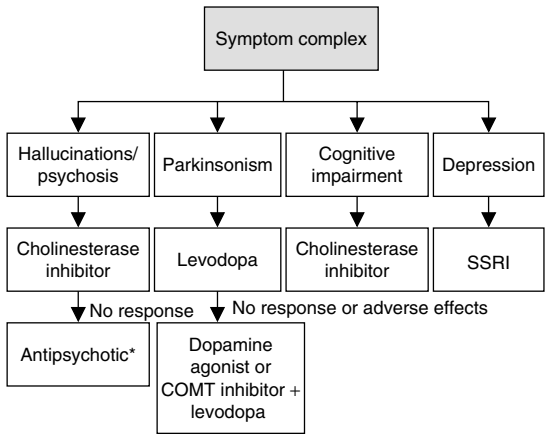 Symptom complex
Hallucinations/
psychosis
Parkinsonism
Cognitive
impairment
Depression
Cholinesterase
inhibitor
Levodopa
Cholinesterase
inhibitor
SSRI
No response
No response or adverse effects
Antipsychotic*
Dopamine
agonist or
COMT inhibitor +
levodopa